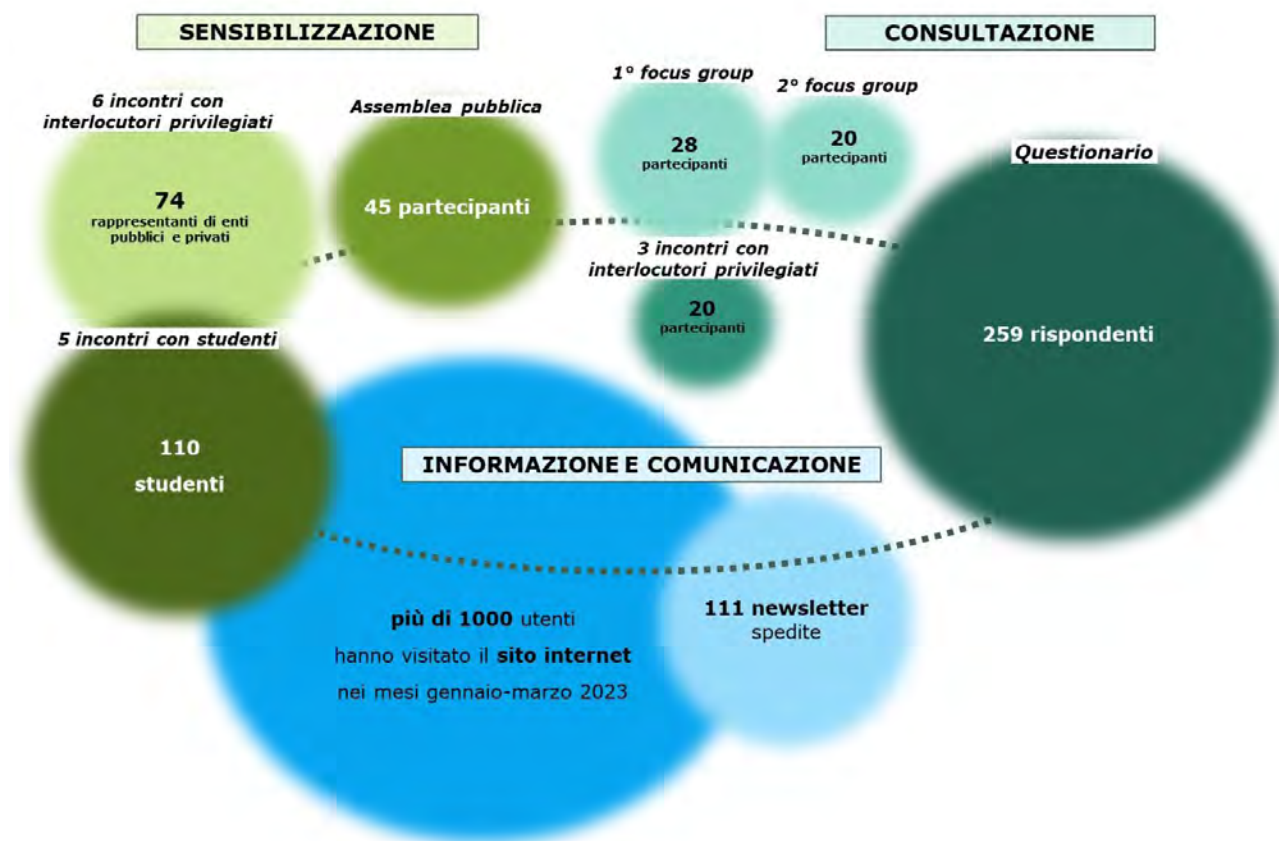 SENSIBILIZZAZIONE
6 incontri con
interlocutori privilegiati
74
rappresentanti di enti
pubblici e privati
Assemblea pubblica
45 partecipanti
5 incontri con studenti
110
studenti
CONSULTAZIONE
1° focus group
28
partecipanti
2° focus group
20
partecipanti
3 incontri con
interlocutori privilegiati
20
partecipanti
Questionario
259 rispondenti
INFORMAZIONE E COMUNICAZIONE
più di 1000 utenti
hanno visitato il sito internet
nei mesi gennaio-marzo 2023
111 newsletter
spedite